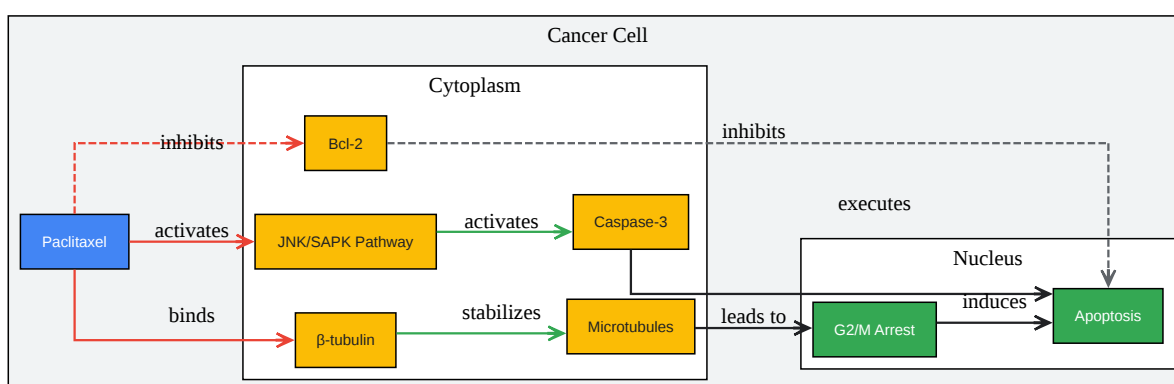 Cancer Cell
Cytoplasm
inhibits
Bcl-2
inhibits
Paclitaxel
activates
JNK/SAPK Pathway
activates
Caspase-3
executes
Nucleus
binds
β-tubulin
stabilizes
Microtubules
leads to
G2/M Arrest
induces
Apoptosis